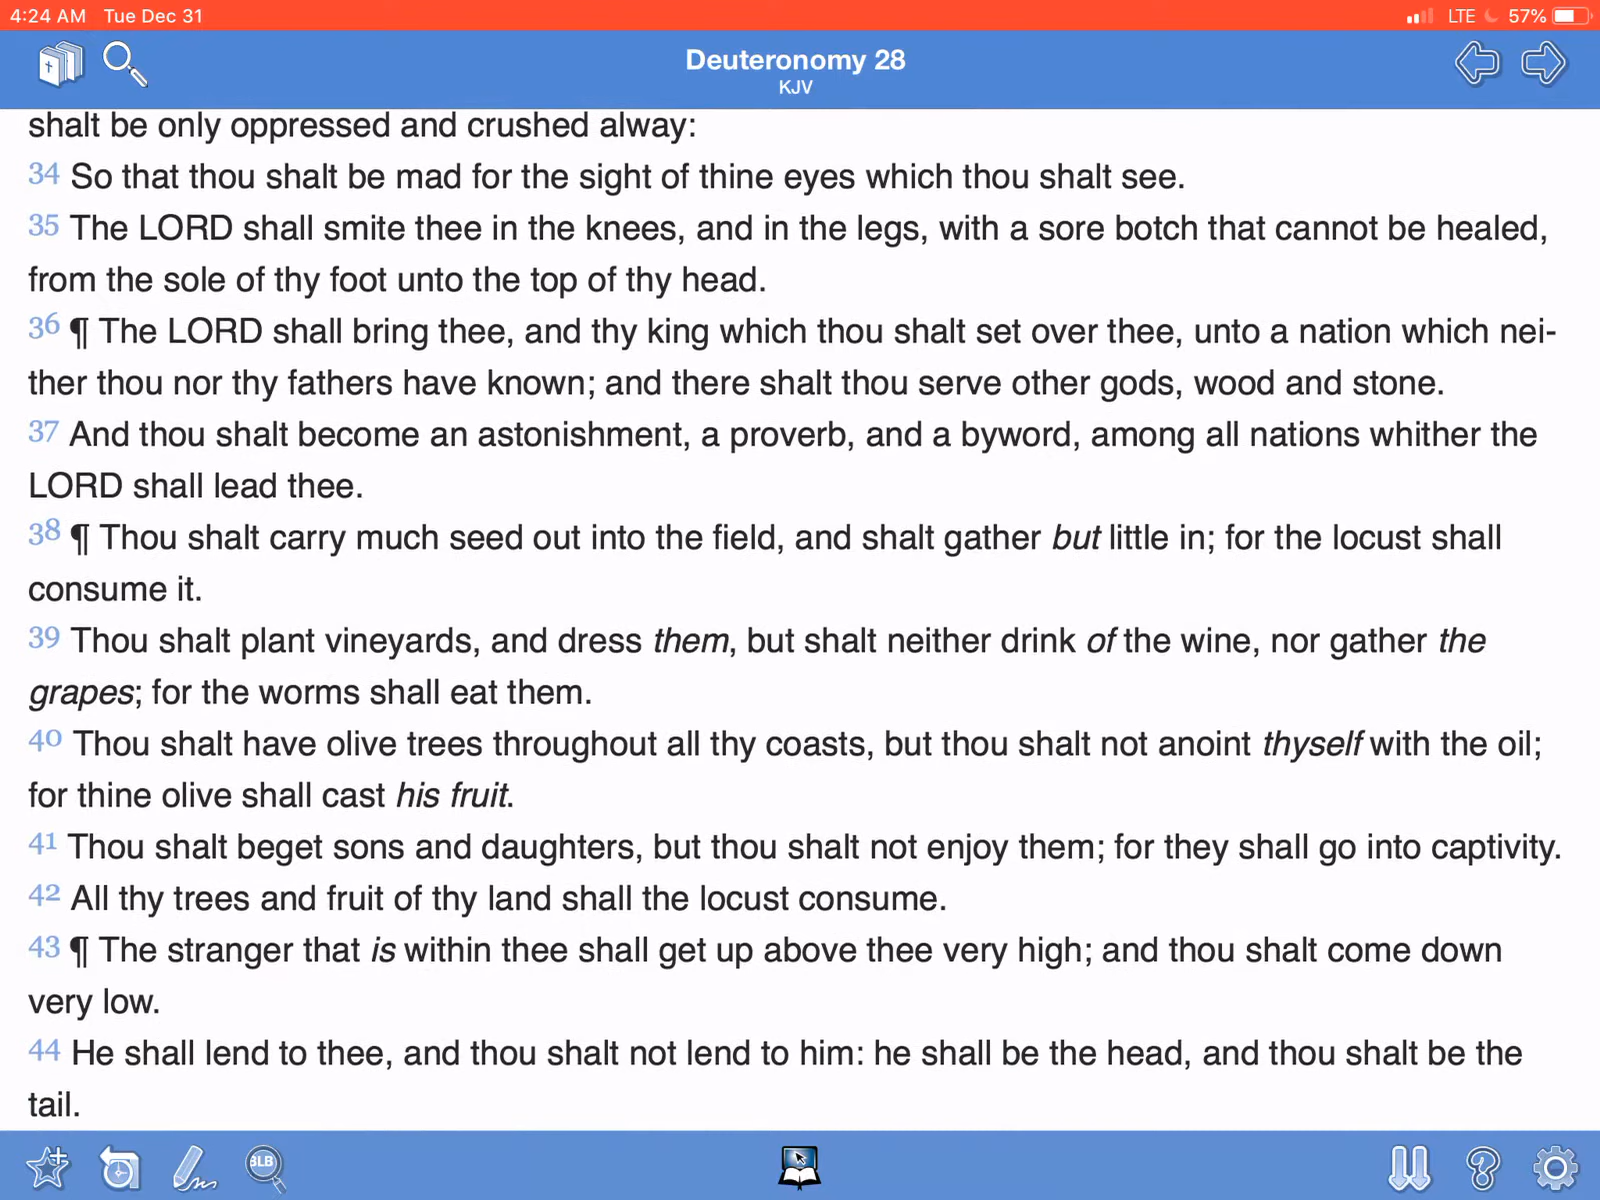 4:24 AM Tue Dec 31 LTE 57%
Deuteronomy 28
KJV
shalt be only oppressed and crushed alway:
34 So that thou shalt be mad for the sight of thine eyes which thou shalt see.
35 The LORD shall smite thee in the knees, and in the legs, with a sore botch that cannot be healed,
from the sole of thy foot unto the top of thy head.
36 ¶ The LORD shall bring thee, and thy king which thou shalt set over thee, unto a nation which nei-
ther thou nor thy fathers have known; and there shalt thou serve other gods, wood and stone.
37 And thou shalt become an astonishment, a proverb, and a byword, among all nations whither the
LORD shall lead thee.
38 ¶ Thou shalt carry much seed out into the field, and shalt gather but little in; for the locust shall
consume it.
39 Thou shalt plant vineyards, and dress them, but shalt neither drink of the wine, nor gather the
grapes; for the worms shall eat them.
40 Thou shalt have olive trees throughout all thy coasts, but thou shalt not anoint thyself with the oil;
for thine olive shall cast his fruit.
41 Thou shalt beget sons and daughters, but thou shalt not enjoy them; for they shall go into captivity.
42 All thy trees and fruit of thy land shall the locust consume.
43 ¶ The stranger that is within thee shall get up above thee very high; and thou shalt come down
very low.
44 He shall lend to thee, and thou shalt not lend to him: he shall be the head, and thou shalt be the
tail.
BLB